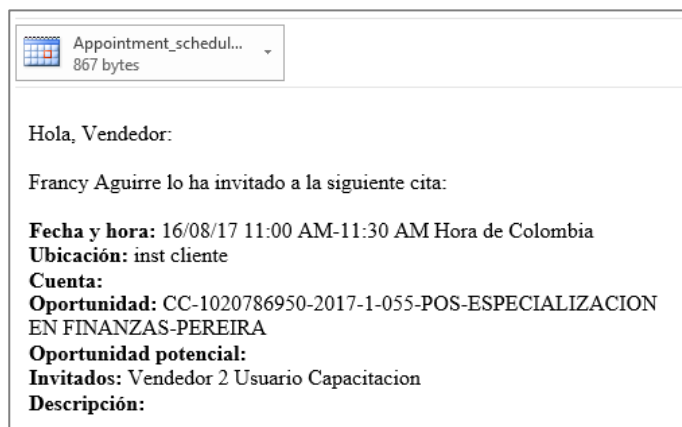 Appointment_schedul...
867 bytes
Hola, Vendedor:
Francy Aguirre lo ha invitado a la siguiente cita:
Fecha y hora: 16/08/17 11:00 AM-11:30 AM Hora de Colombia
Ubicación: inst cliente
Cuenta:
Oportunidad: CC-1020786950-2017-1-055-POS-ESPECIALIZACION
EN FINANZAS-PEREIRA
Oportunidad potencial:
Invitados: Vendedor 2 Usuario Capacitacion
Descripción: